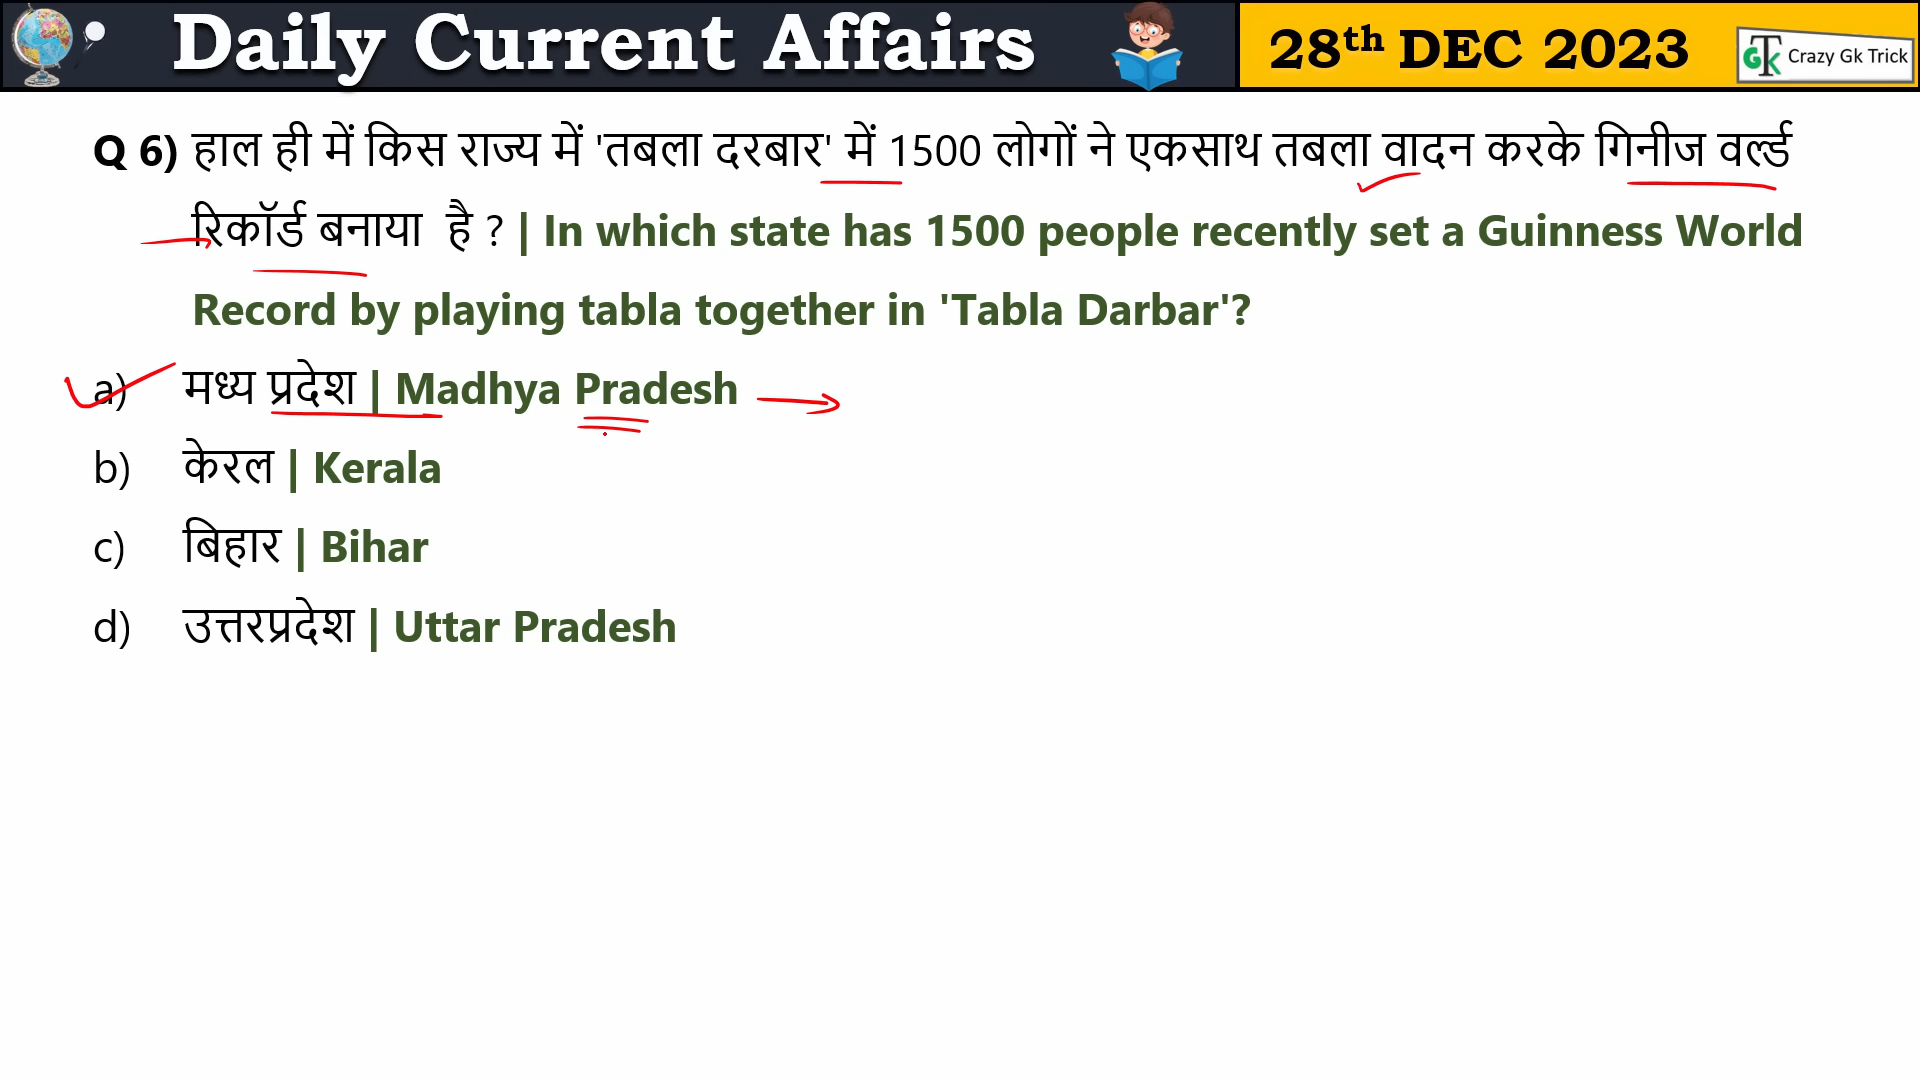 Daily Current Affairs
28th DEC 2023
GTK Crazy Gk Trick
Q 6) हाल ही में किस राज्य में 'तबला दरबार' में 1500 लोगों ने एकसाथ तबला वादन करके गिनीज वर्ल्ड
रिकॉर्ड बनाया है ? | In which state has 1500 people recently set a Guinness World
Record by playing tabla together in 'Tabla Darbar'?
a) मध्य प्रदेश | Madhya Pradesh
b) केरल | Kerala
c) बिहार | Bihar
d) उत्तरप्रदेश | Uttar Pradesh